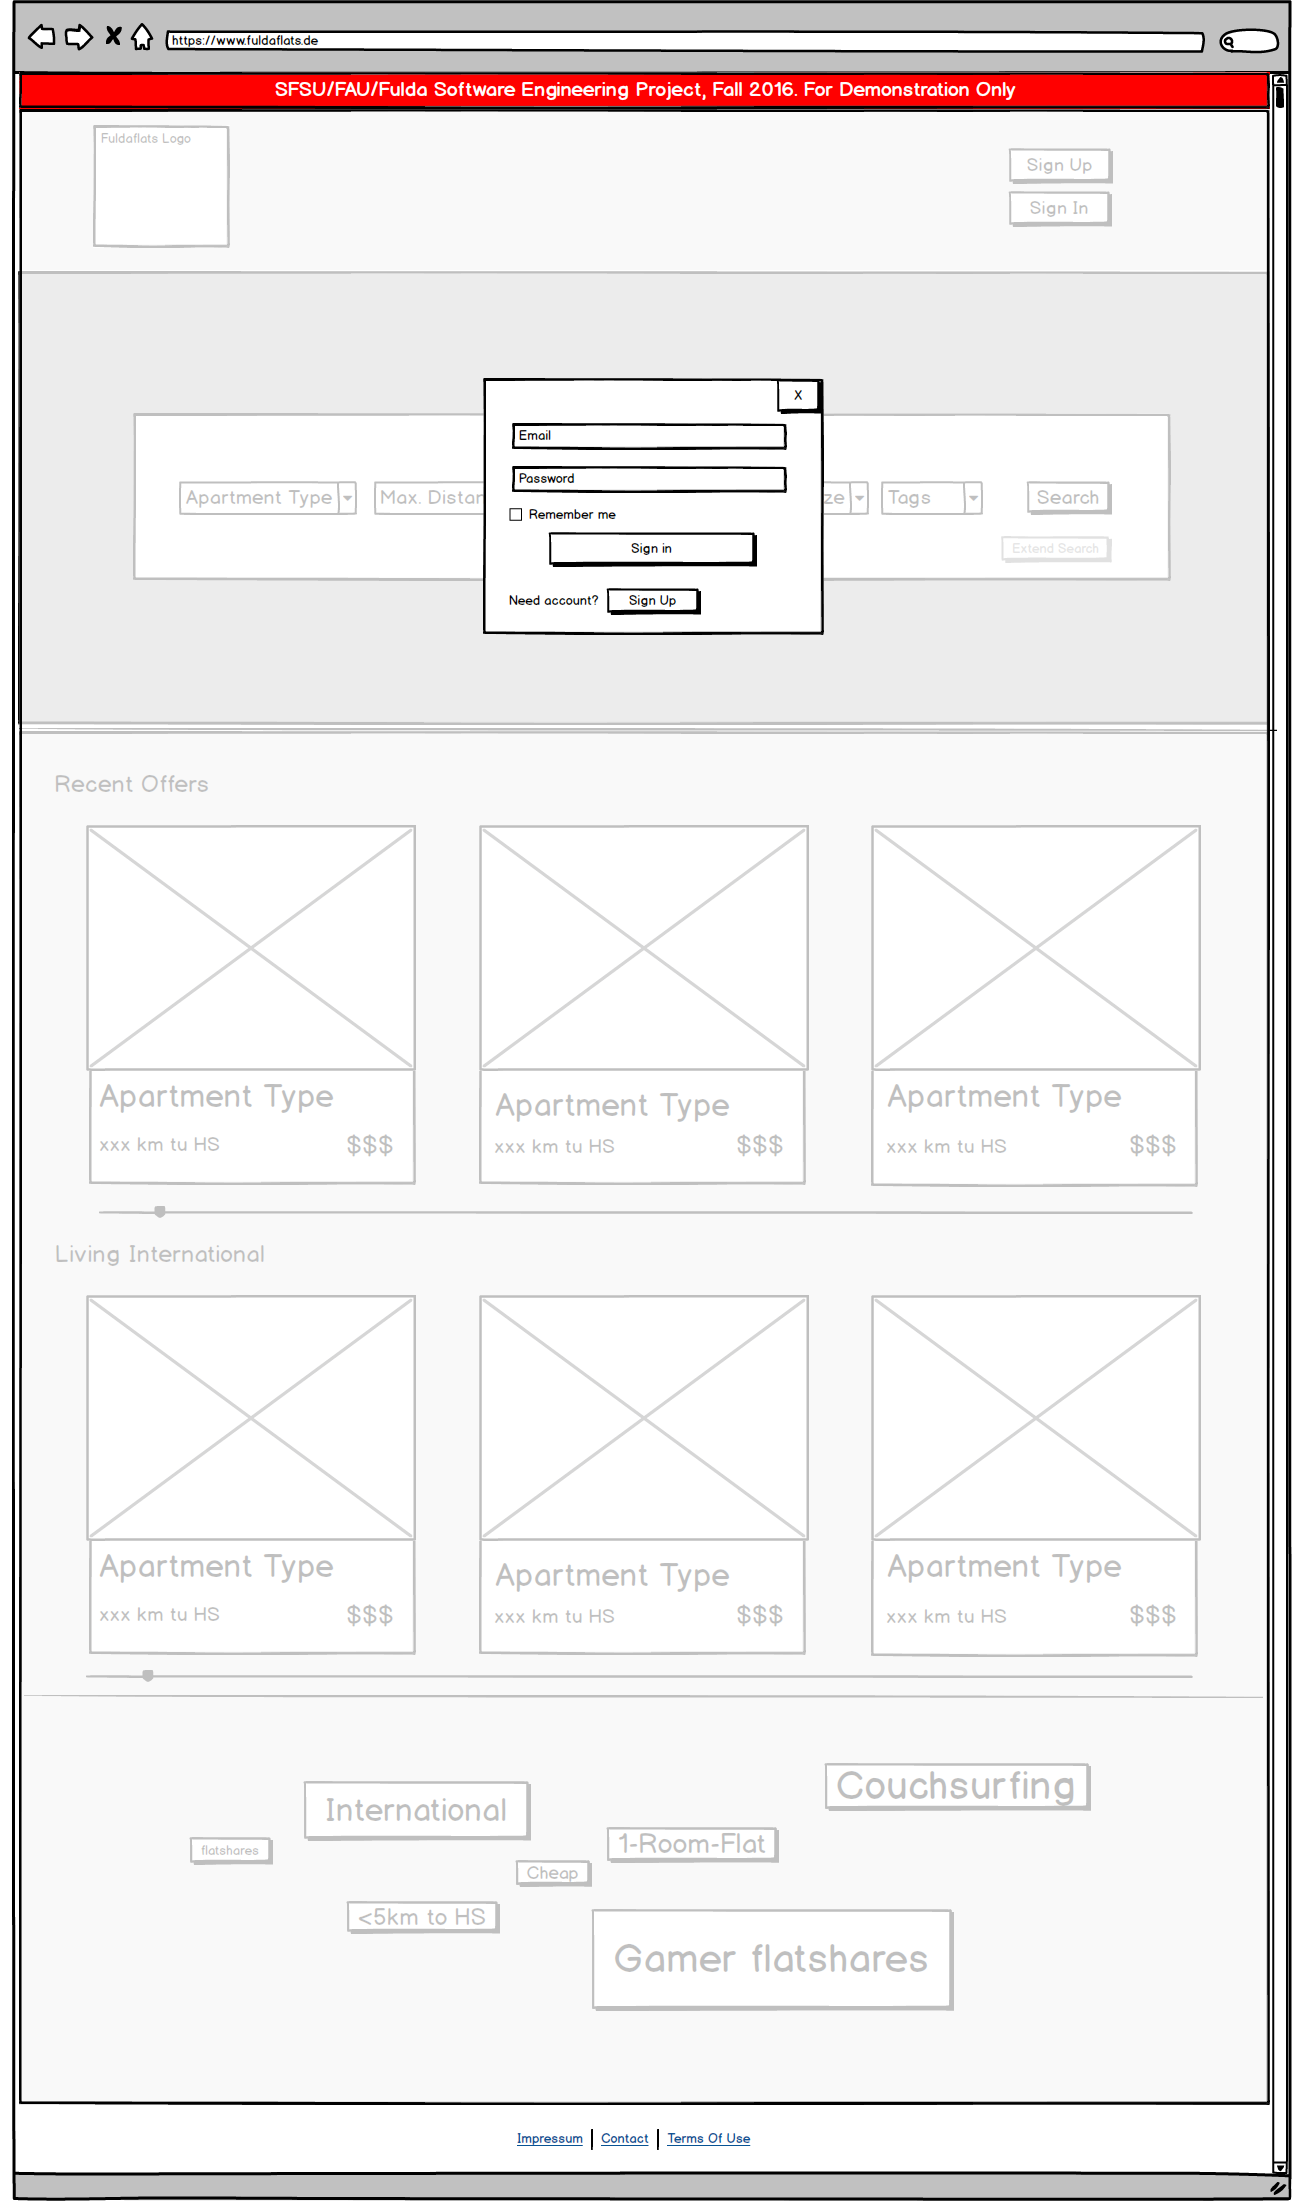 https://www.fuldaflats.de
SFSU/FAU/Fulda Software Engineering Project, Fall 2016. For Demonstration Only
Fuldaflats Logo
Sign Up
Sign In
X
Email
Password
Remember me
Sign in
Need account? Sign Up
Apartment Type Max. Distan ze Tags Search
Extend Search
Recent Offers
Apartment Type Apartment Type Apartment Type
xxx km tu HS $$$ xxx km tu HS $$$ xxx km tu HS $$$
Living International
Apartment Type Apartment Type Apartment Type
xxx km tu HS $$$ xxx km tu HS $$$ xxx km tu HS $$$
Couchsurfing
International
1-Room-Flat
flatshares
Cheap
<5km to HS
Gamer flatshares
Impressum Contact Terms Of Use